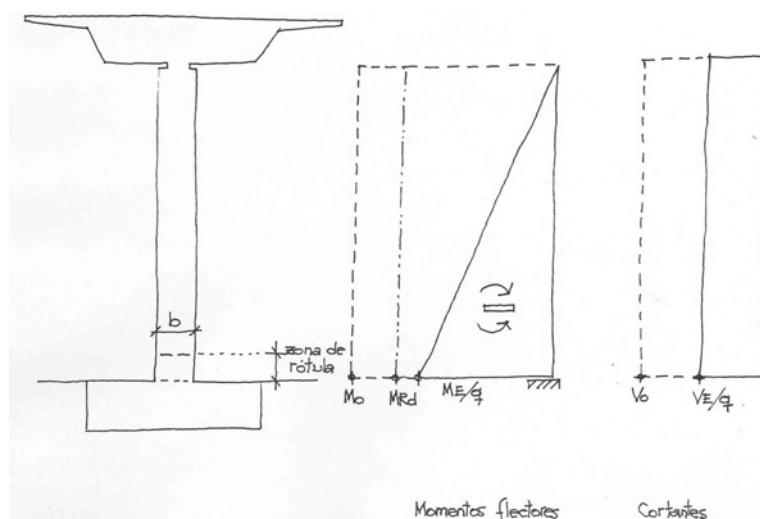 b
zona de
rótula
Mo
MRd
ME/q
Vo
VE/q
Momentos flectores
Cortantes